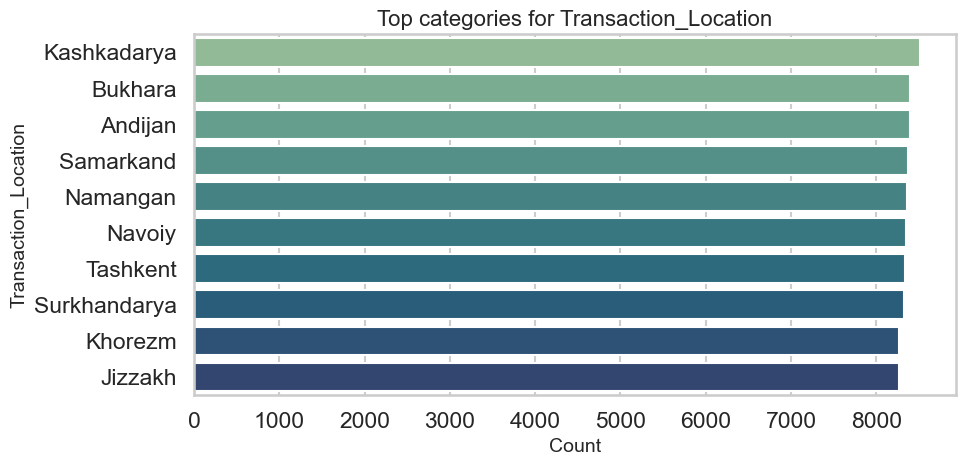 Top categories for Transaction_Location
Transaction_Location
Kashkadarya
Bukhara
Andijan
Samarkand
Namangan
Navoiy
Tashkent
Surkhandarya
Khorezm
Jizzakh
0 1000 2000 3000 4000 5000 6000 7000 8000
Count